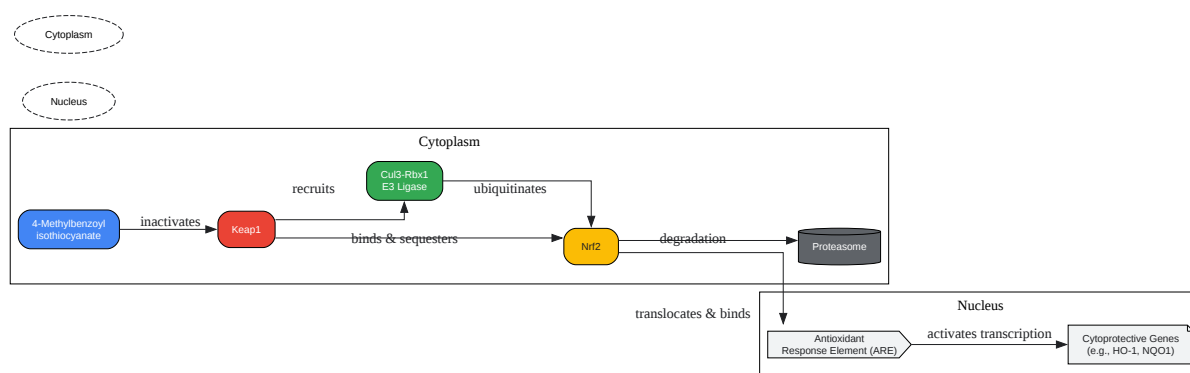 Cytoplasm
Nucleus
Cytoplasm
Cul3-Rbx1
E3 Ligase
recruits
ubiquitinates
4-Methylbenzoyl
isothiocyanate
inactivates
Keap1
binds & sequesters
Nrf2
degradation
Proteasome
translocates & binds
Nucleus
Antioxidant
Response Element (ARE)
activates transcription
Cytoprotective Genes
(e.g., HO-1, NQO1)